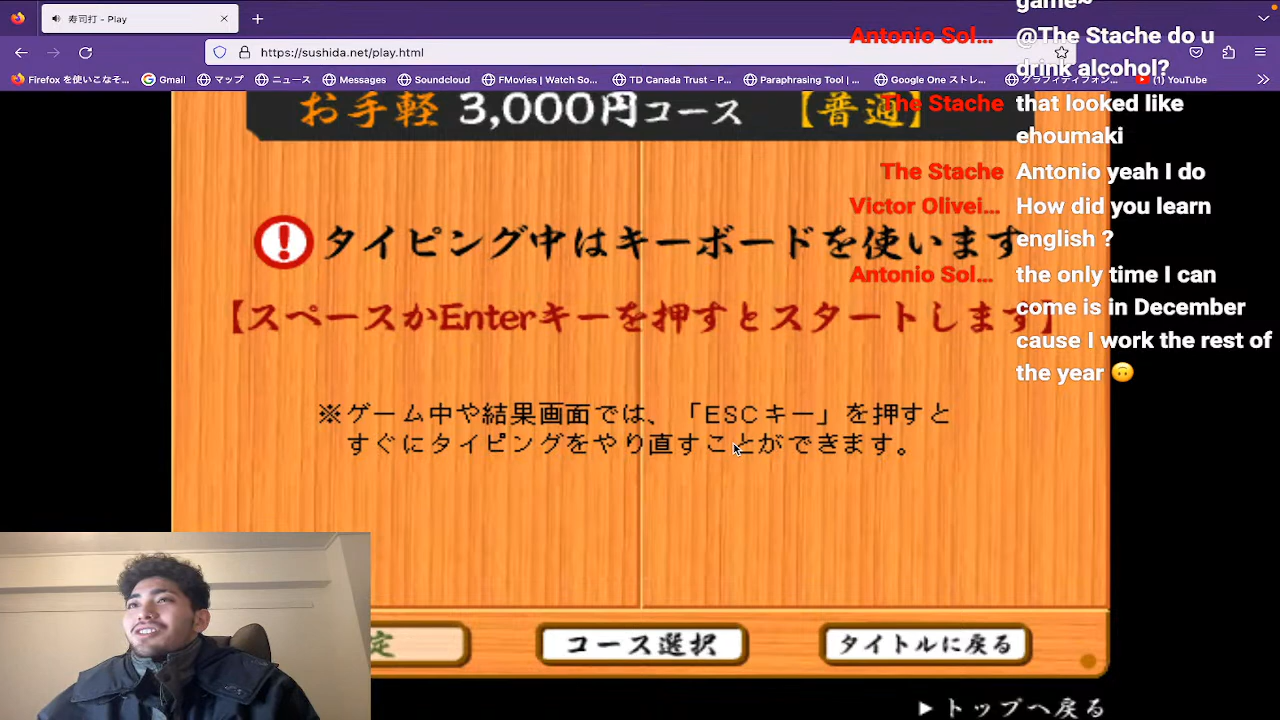 寿司打 - Play
https://sushida.net/play.html
Firefox を使いこなそ…
Gmail
マップ
ニュース
Messages
Soundcloud
FMovies | Watch So…
TD Canada Trust - P…
Paraphrasing Tool |…
Google One ストレ…
グラフィティフォン…
(1) YouTube
お手軽 3,000円コース 【普通】
タイピング中はキーボードを使います
【スペースかEnterキーを押すとスタートします】
※ゲーム中や結果画面では、「ESCキー」を押すと
すぐにタイピングをやり直すことができます。
定
コース選択
タイトルに戻る
▶トップへ戻る
game~
Antonio Sol… @The Stache do u
drink alcohol?
The Stache that looked like
ehoumaki
The Stache Antonio yeah I do
Victor Olivei… How did you learn
english ?
Antonio Sol… the only time I can
come is in December
cause I work the rest of
the year 🙃